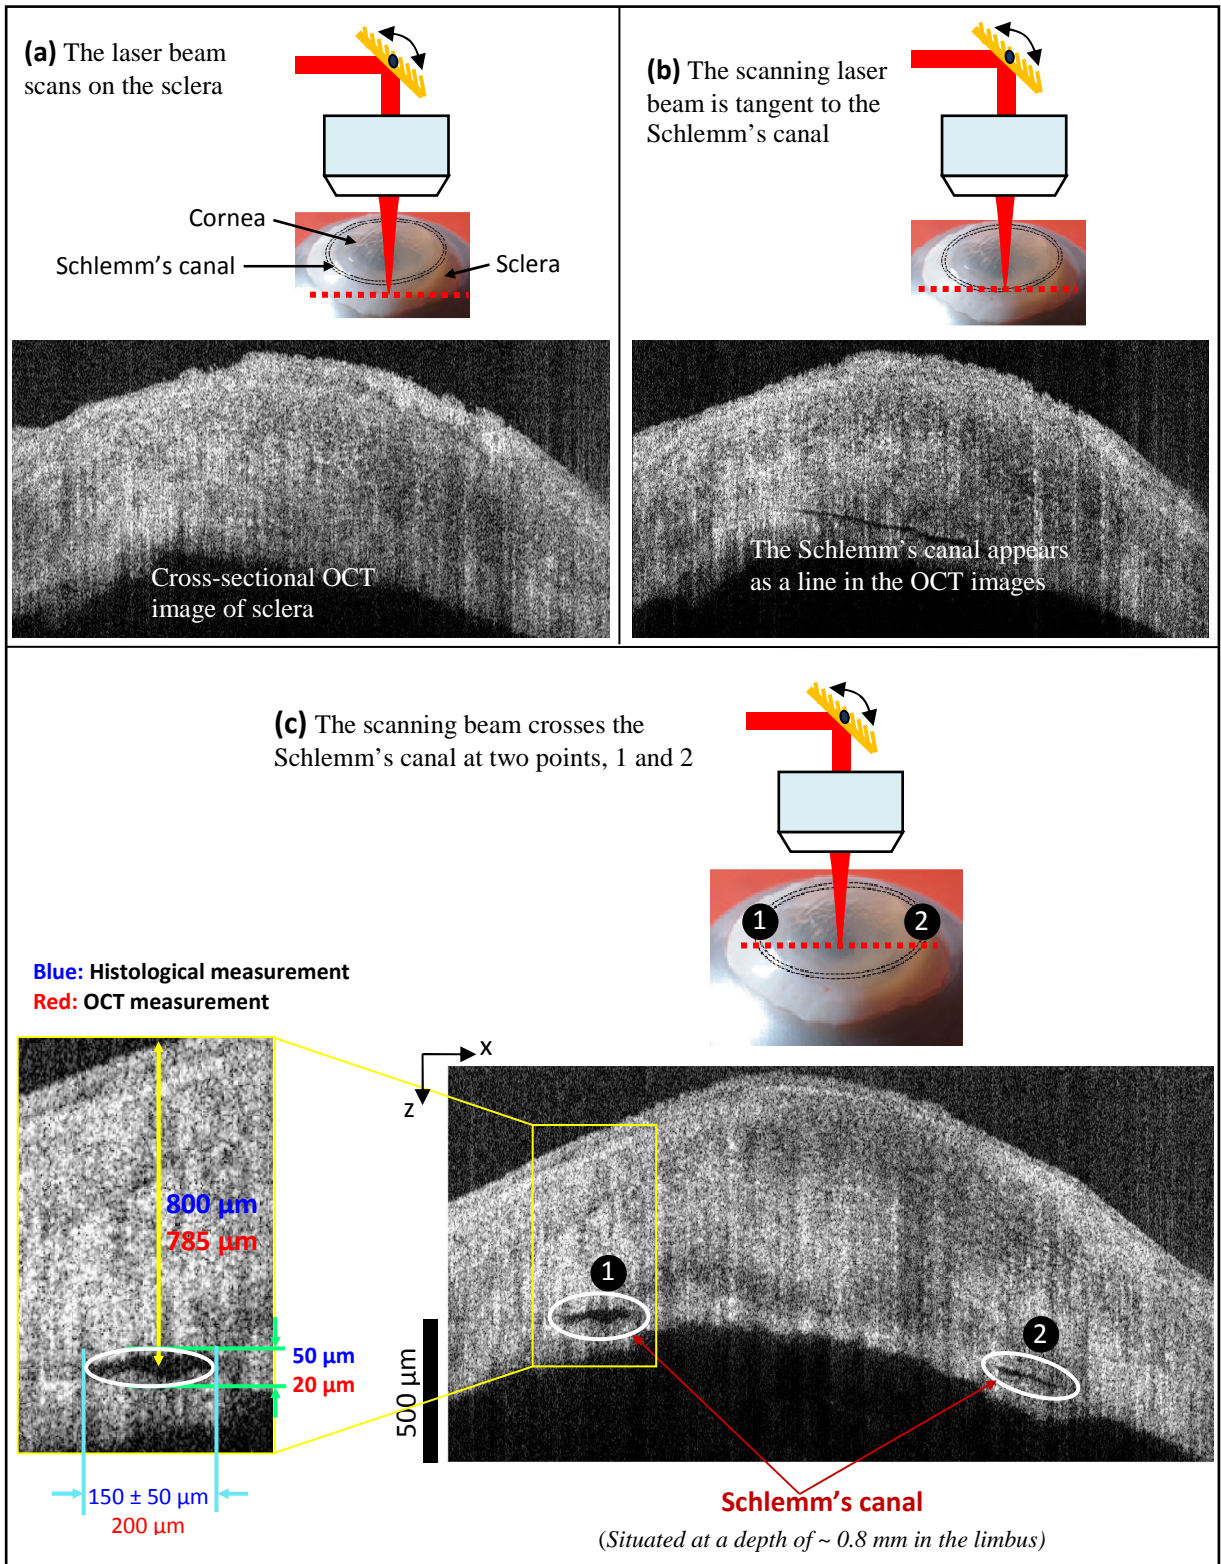 (a) The laser beam
scans on the sclera
Cornea
Schlemm’s canal
Sclera
Cross-sectional OCT
image of sclera
(b) The scanning laser
beam is tangent to the
Schlemm’s canal
The Schlemm’s canal appears
as a line in the OCT images
(c) The scanning beam crosses the
Schlemm’s canal at two points, 1 and 2
1
2
Blue: Histological measurement
Red: OCT measurement
800 µm
785 µm
50 µm
20 µm
150 ± 50 µm
200 µm
x
z
500 µm
1
2
Schlemm’s canal
(Situated at a depth of ~ 0.8 mm in the limbus)